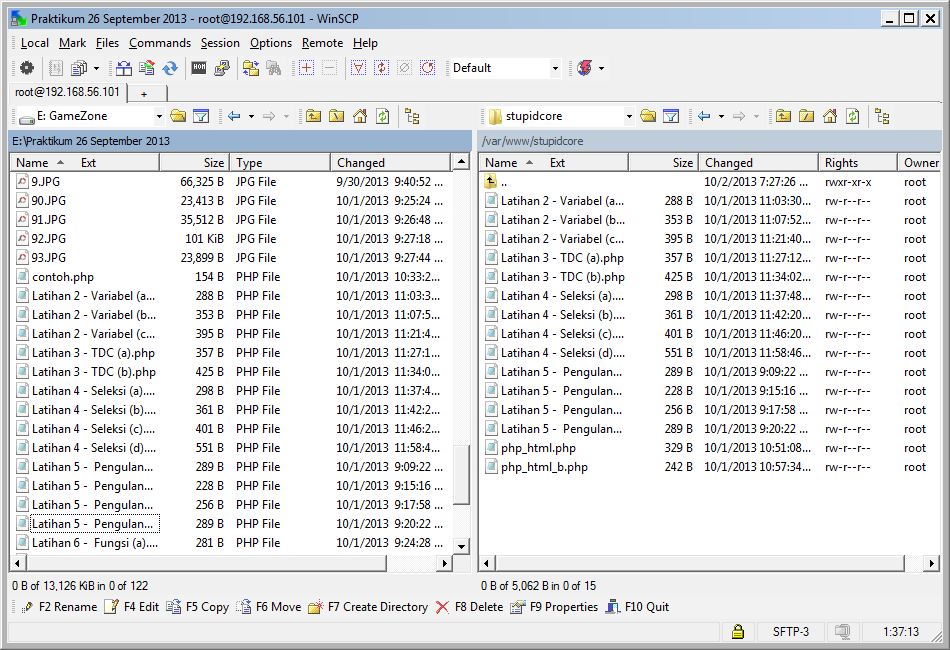 Praktikum 26 September 2013 - root@192.168.56.101 - WinSCP
Local Mark Files Commands Session Options Remote Help
Default
root@192.168.56.101 +
E: GameZone
stupidcore
E:\Praktikum 26 September 2013
/var/www/stupidcore
Name Ext Size Type Changed
9.JPG 66,325 B JPG File 9/30/2013 9:40:52 ...
90.JPG 23,413 B JPG File 10/1/2013 9:25:24 ...
91.JPG 35,512 B JPG File 10/1/2013 9:26:48 ...
92.JPG 101 KiB JPG File 10/1/2013 9:27:18 ...
93.JPG 23,899 B JPG File 10/1/2013 9:27:44 ...
contoh.php 154 B PHP File 10/1/2013 10:33:2...
Latihan 2 - Variabel (a... 288 B PHP File 10/1/2013 11:03:3...
Latihan 2 - Variabel (b... 353 B PHP File 10/1/2013 11:07:5...
Latihan 2 - Variabel (c... 395 B PHP File 10/1/2013 11:21:4...
Latihan 3 - TDC (a).php 357 B PHP File 10/1/2013 11:27:1...
Latihan 3 - TDC (b).php 425 B PHP File 10/1/2013 11:34:0...
Latihan 4 - Seleksi (a).... 298 B PHP File 10/1/2013 11:37:4...
Latihan 4 - Seleksi (b).... 361 B PHP File 10/1/2013 11:42:2...
Latihan 4 - Seleksi (c).... 401 B PHP File 10/1/2013 11:46:2...
Latihan 4 - Seleksi (d).... 551 B PHP File 10/1/2013 11:58:4...
Latihan 5 - Pengulan... 289 B PHP File 10/1/2013 9:09:22 ...
Latihan 5 - Pengulan... 228 B PHP File 10/1/2013 9:15:16 ...
Latihan 5 - Pengulan... 256 B PHP File 10/1/2013 9:17:58 ...
Latihan 5 - Pengulan... 289 B PHP File 10/1/2013 9:20:22 ...
Latihan 6 - Fungsi (a).... 281 B PHP File 10/1/2013 9:24:28 ...
0 B of 13,126 KiB in 0 of 122
Name Ext Size Changed Rights Owner
.. 10/2/2013 7:27:26 ... rwxr-xr-x root
Latihan 2 - Variabel (a... 288 B 10/1/2013 11:03:30... rw-r--r-- root
Latihan 2 - Variabel (b... 353 B 10/1/2013 11:07:52... rw-r--r-- root
Latihan 2 - Variabel (c... 395 B 10/1/2013 11:21:40... rw-r--r-- root
Latihan 3 - TDC (a).php 357 B 10/1/2013 11:27:12... rw-r--r-- root
Latihan 3 - TDC (b).php 425 B 10/1/2013 11:34:02... rw-r--r-- root
Latihan 4 - Seleksi (a).... 298 B 10/1/2013 11:37:48... rw-r--r-- root
Latihan 4 - Seleksi (b).... 361 B 10/1/2013 11:42:20... rw-r--r-- root
Latihan 4 - Seleksi (c).... 401 B 10/1/2013 11:46:20... rw-r--r-- root
Latihan 4 - Seleksi (d).... 551 B 10/1/2013 11:58:46... rw-r--r-- root
Latihan 5 - Pengulan... 289 B 10/1/2013 9:09:22 ... rw-r--r-- root
Latihan 5 - Pengulan... 228 B 10/1/2013 9:15:16 ... rw-r--r-- root
Latihan 5 - Pengulan... 256 B 10/1/2013 9:17:58 ... rw-r--r-- root
Latihan 5 - Pengulan... 289 B 10/1/2013 9:20:22 ... rw-r--r-- root
php_html.php 329 B 10/1/2013 10:51:08... rw-r--r-- root
php_html_b.php 242 B 10/1/2013 10:57:34... rw-r--r-- root
0 B of 5,062 B in 0 of 15
F2 Rename F4 Edit F5 Copy F6 Move F7 Create Directory F8 Delete F9 Properties F10 Quit
SFTP-3 1:37:13